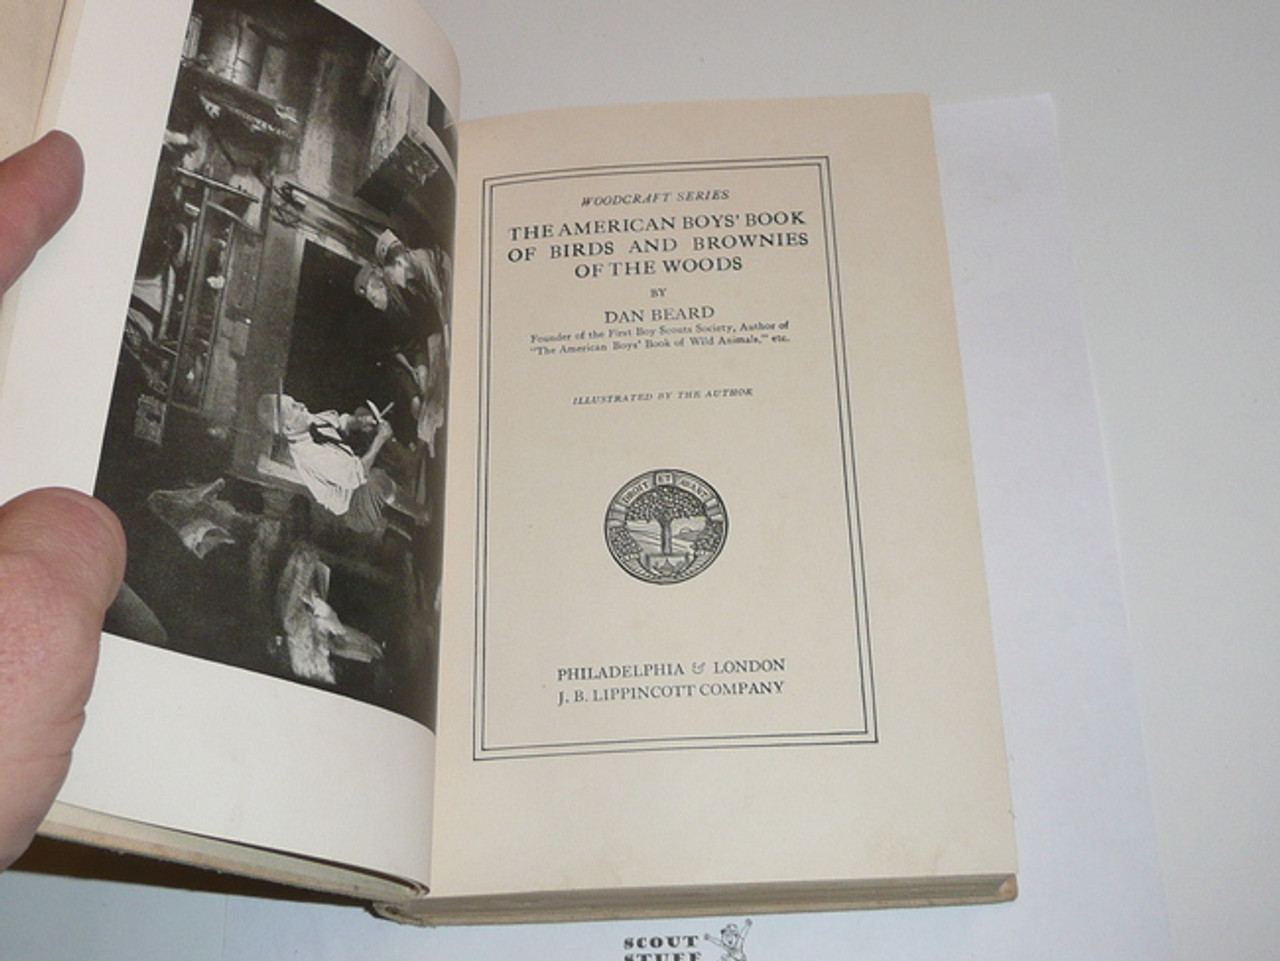 WOODCRAFT SERIES
THE AMERICAN BOYS' BOOK
OF BIRDS AND BROWNIES
OF THE WOODS
BY
DAN BEARD
Founder of the First Boy Scouts Society, Author of
"The American Boys' Book of Wild Animals," etc.
ILLUSTRATED BY THE AUTHOR
DROIT ET AVANT
PHILADELPHIA & LONDON
J. B. LIPPINCOTT COMPANY
SCOUT
STUFF